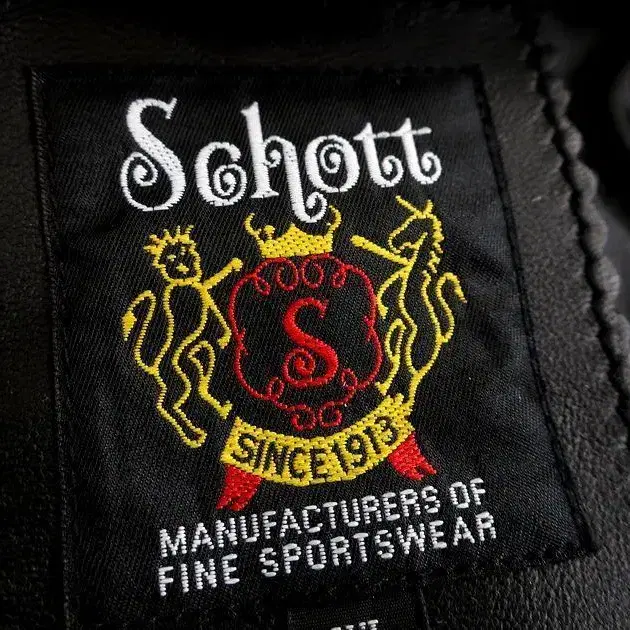 Schott
S
SINCE 1913
MANUFACTURERS OF
FINE SPORTSWEAR